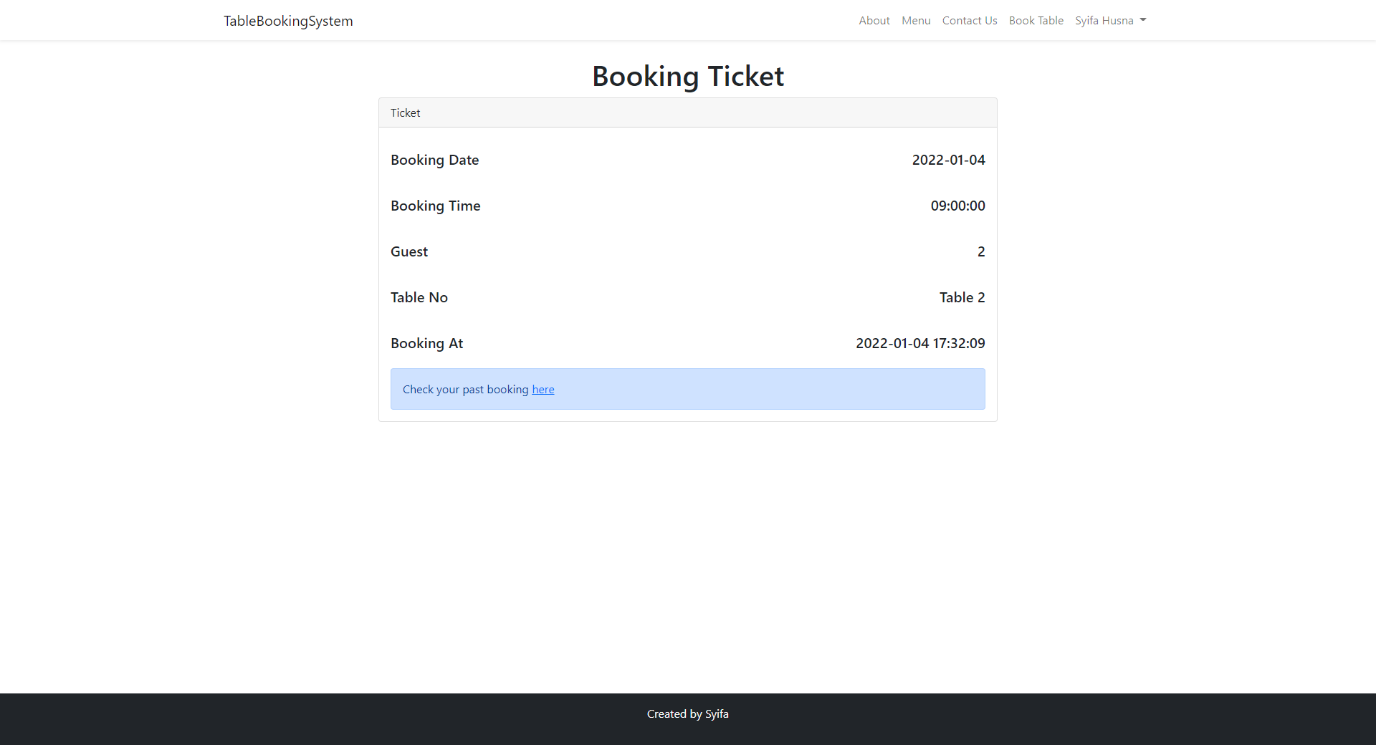 TableBookingSystem About Menu Contact Us Book Table Syifa Husna
Booking Ticket
Ticket
Booking Date 2022-01-04
Booking Time 09:00:00
Guest 2
Table No Table 2
Booking At 2022-01-04 17:32:09
Check your past booking here
Created by Syifa